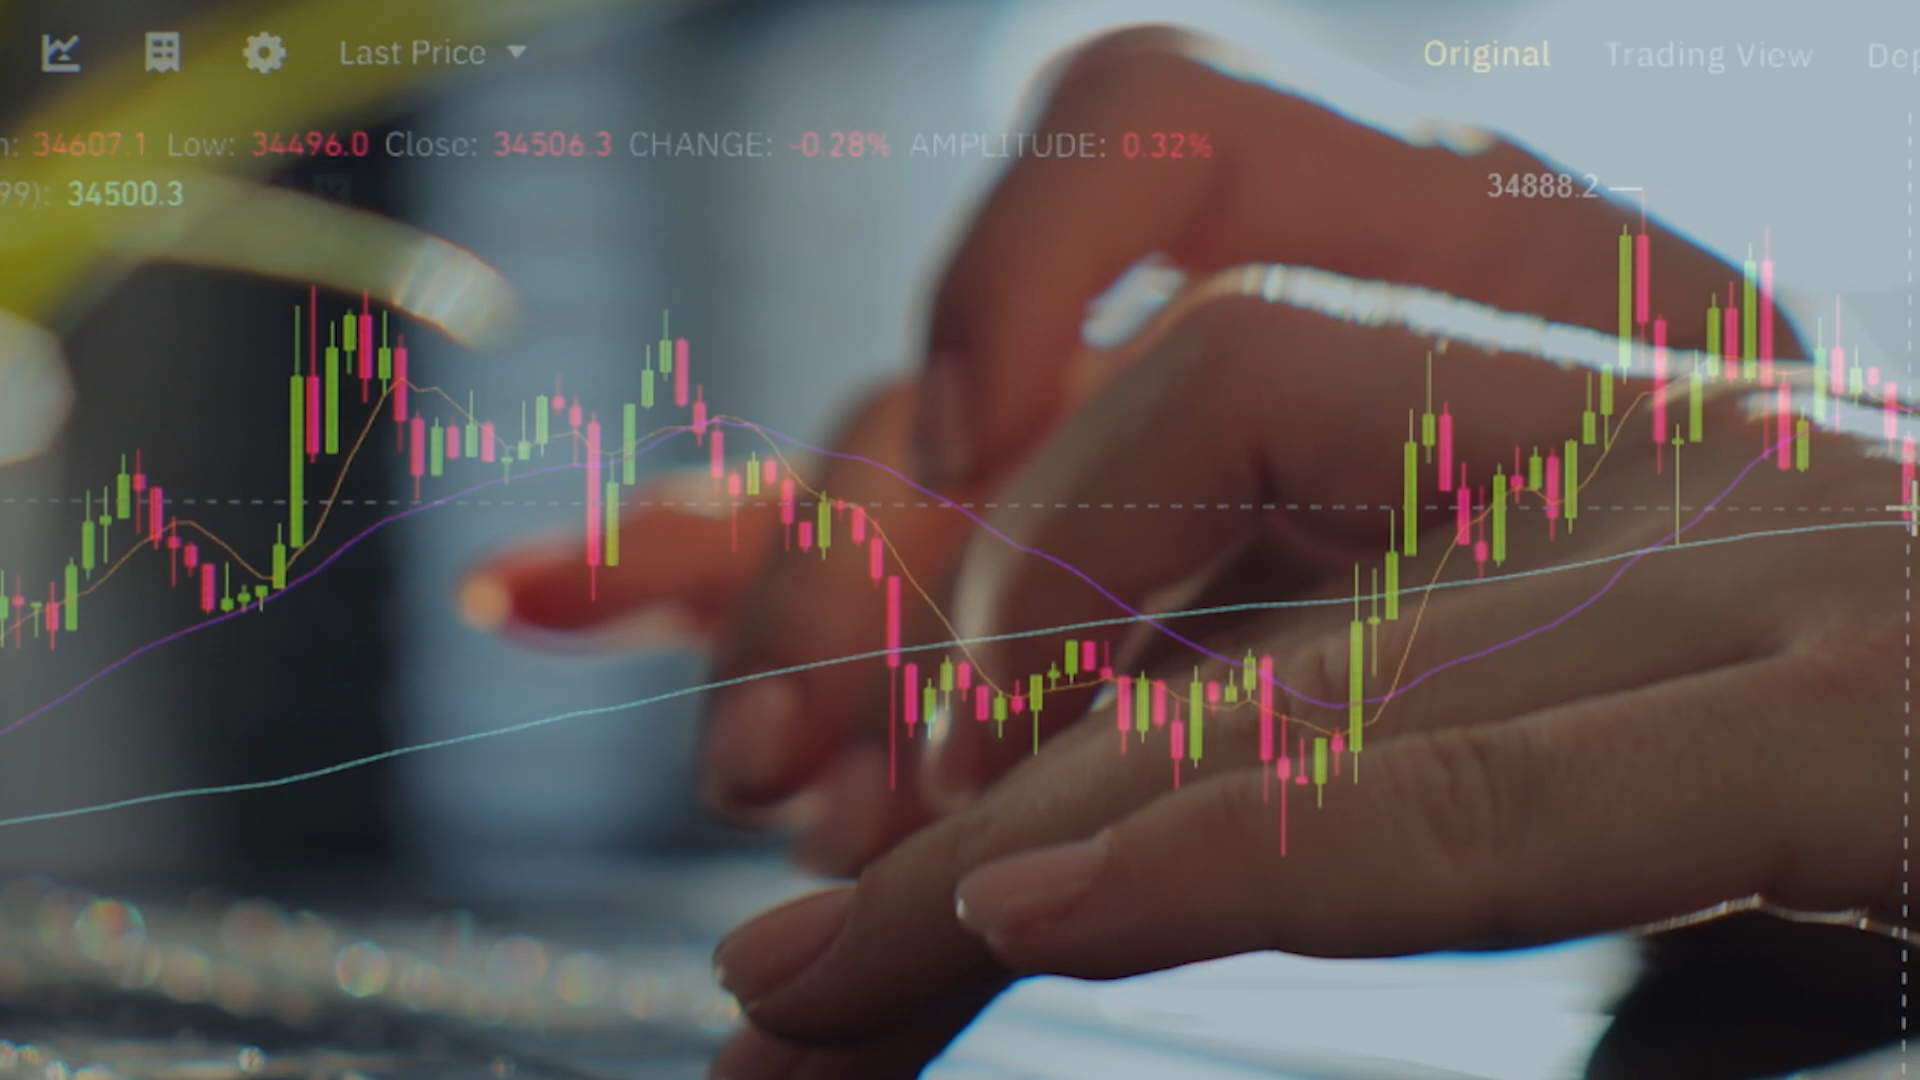 Last Price
Original Trading View
34607.1 Low: 34496.0 Close: 34506.3 CHANGE: -0.28% AMPLITUDE: 0.32%
99): 34500.3
34888.2